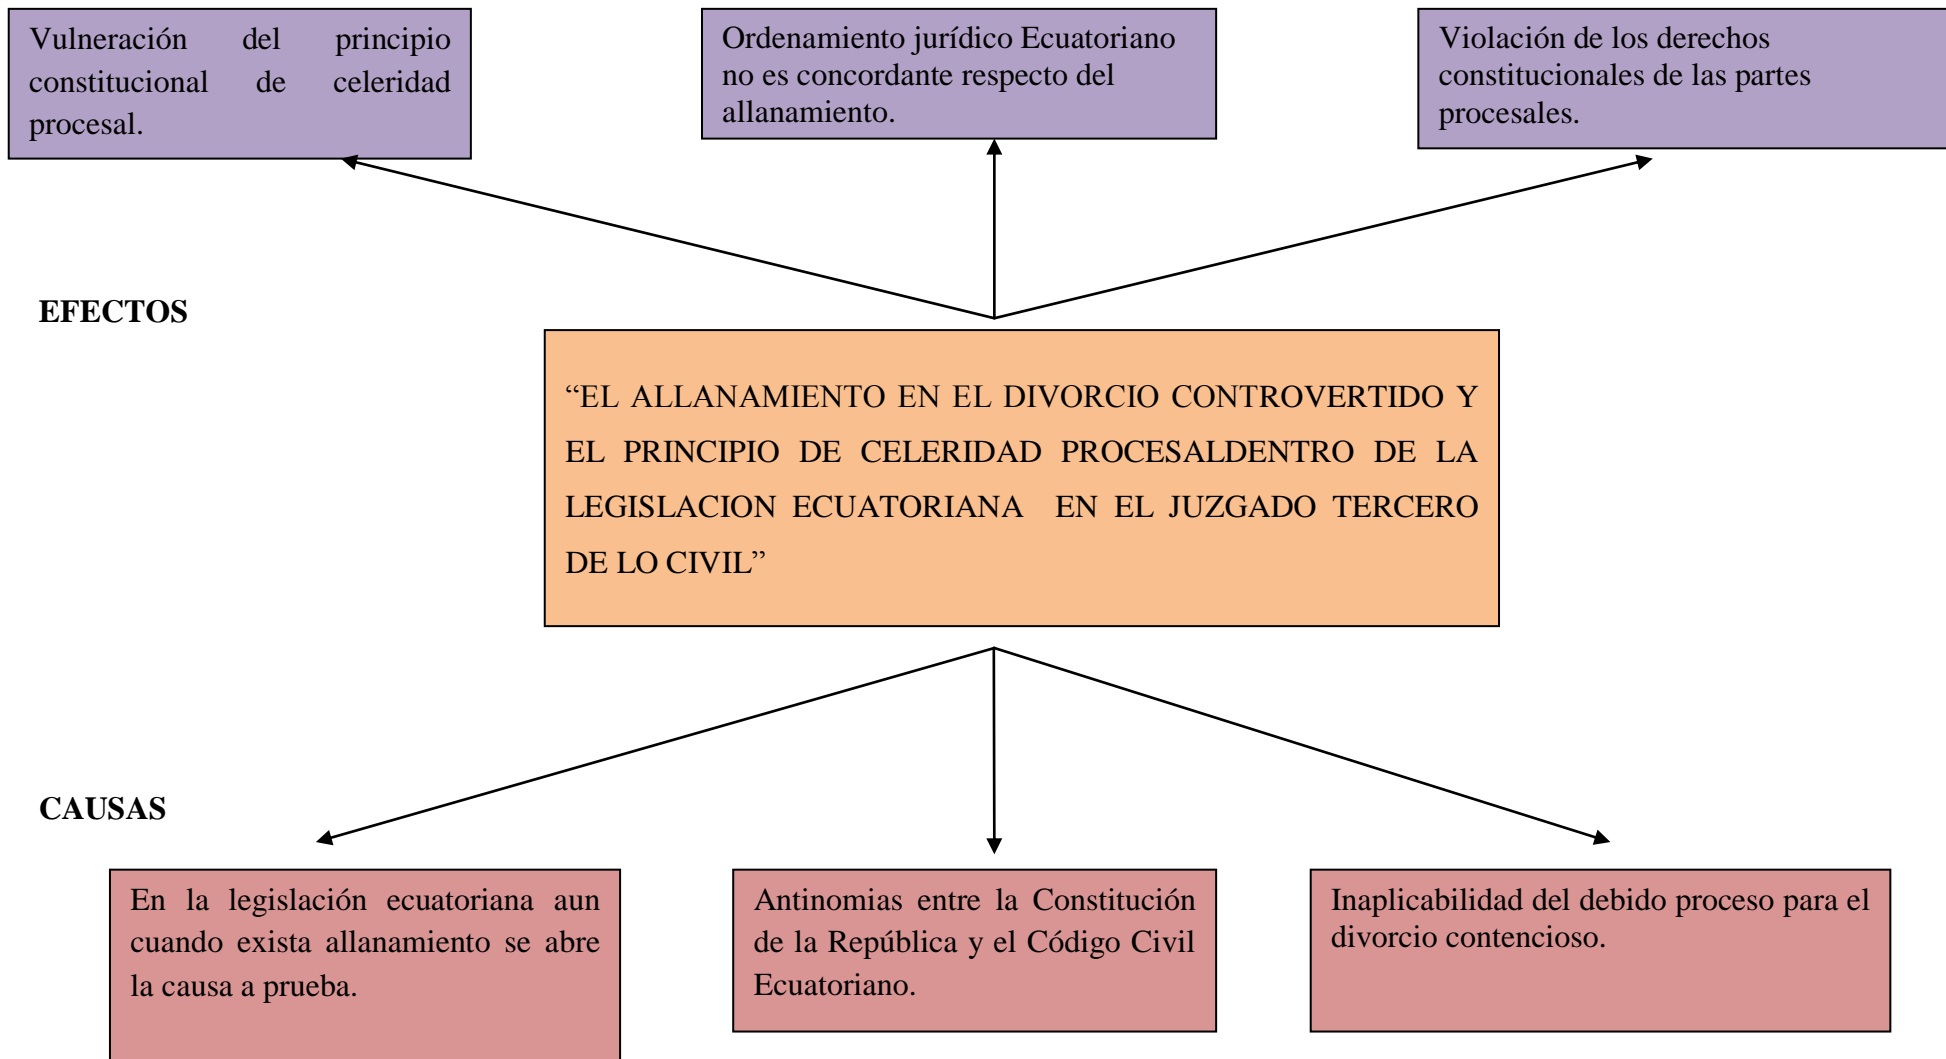 Vulneración del principio
constitucional de celeridad
procesal.
Ordenamiento jurídico Ecuatoriano
no es concordante respecto del
allanamiento.
Violación de los derechos
constitucionales de las partes
procesales.
EFECTOS
“EL ALLANAMIENTO EN EL DIVORCIO CONTROVERTIDO Y
EL PRINCIPIO DE CELERIDAD PROCESALDENTRO DE LA
LEGISLACION ECUATORIANA EN EL JUZGADO TERCERO
DE LO CIVIL”
CAUSAS
En la legislación ecuatoriana aun
cuando exista allanamiento se abre
la causa a prueba.
Antinomias entre la Constitución
de la República y el Código Civil
Ecuatoriano.
Inaplicabilidad del debido proceso para el
divorcio contencioso.